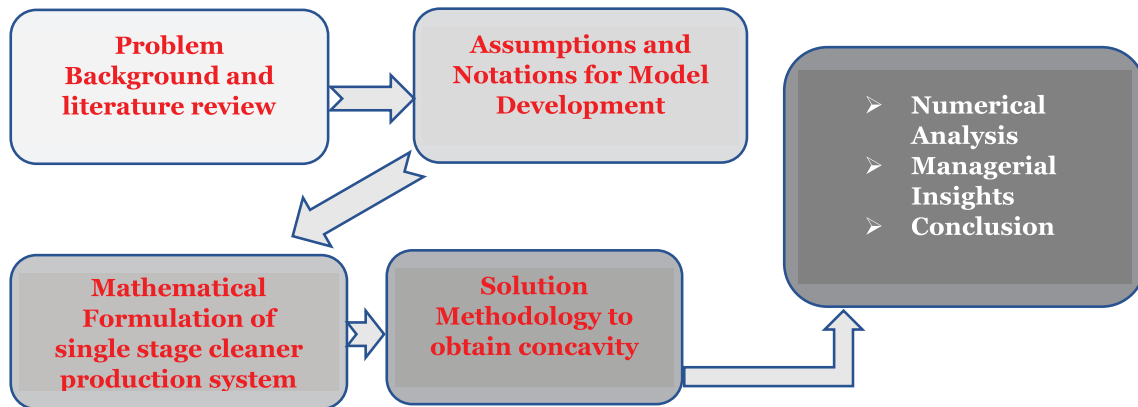 Problem
Background and
literature review
Assumptions and
Notations for Model
Development
Mathematical
Formulation of
single stage cleaner
production system
Solution
Methodology to
obtain concavity
➢ Numerical
Analysis
➢ Managerial
Insights
➢ Conclusion